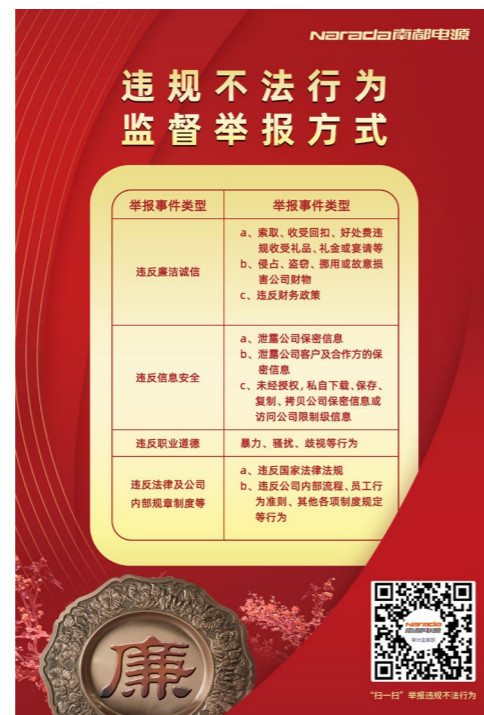 Narada南都电源
违规不法行为
监督举报方式
举报事件类型
举报事件类型
违反廉洁诚信
a、索取、收受回扣、好处费违
规收受礼品、礼金或宴请等
b、侵占、盗窃、挪用或故意损
害公司财物
c、违反财务政策
违反信息安全
a、泄露公司保密信息
b、泄露公司客户及合作方的保
密信息
c、未经授权，私自下载、保存、
复制、拷贝公司保密信息或
访问公司限制级信息
违反职业道德
暴力、骚扰、歧视等行为
违反法律及公司
内部规章制度等
a、违反国家法律法规
b、违反公司内部流程、员工行
为准则、其他各项制度规定
等行为
廉
Narada
南都电源
审计监察部
“扫一扫”举报违规不法行为